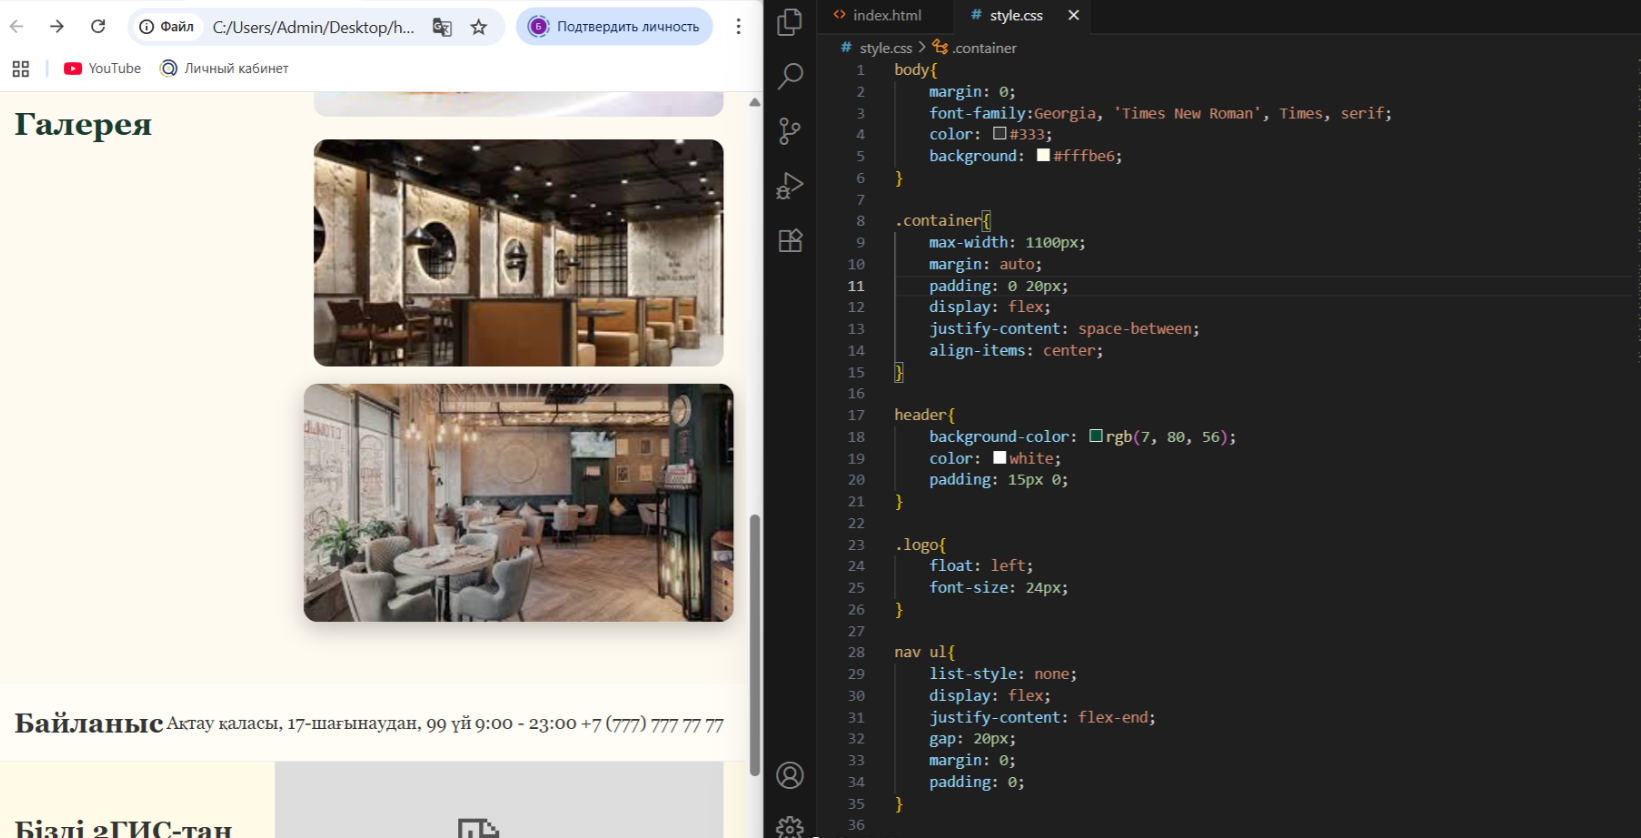 Файл
C:/Users/Admin/Desktop/h...
Б
Подтвердить личность
YouTube
Личный кабинет
Галерея
Байланыс
Ақтау қаласы, 17-шағынаудан, 99 үй 9:00 - 23:00 +7 (777) 777 77 77
Бізді 2ГИС-тан
index.html
# style.css
# style.css > .container
1 body{
2 margin: 0;
3 font-family:Georgia, 'Times New Roman', Times, serif;
4 color: #333;
5 background: #fffbe6;
6 }
7
8 .container{
9 max-width: 1100px;
10 margin: auto;
11 padding: 0 20px;
12 display: flex;
13 justify-content: space-between;
14 align-items: center;
15 }
16
17 header{
18 background-color: rgb(7, 80, 56);
19 color: white;
20 padding: 15px 0;
21 }
22
23 .logo{
24 float: left;
25 font-size: 24px;
26 }
27
28 nav ul{
29 list-style: none;
30 display: flex;
31 justify-content: flex-end;
32 gap: 20px;
33 margin: 0;
34 padding: 0;
35 }
36